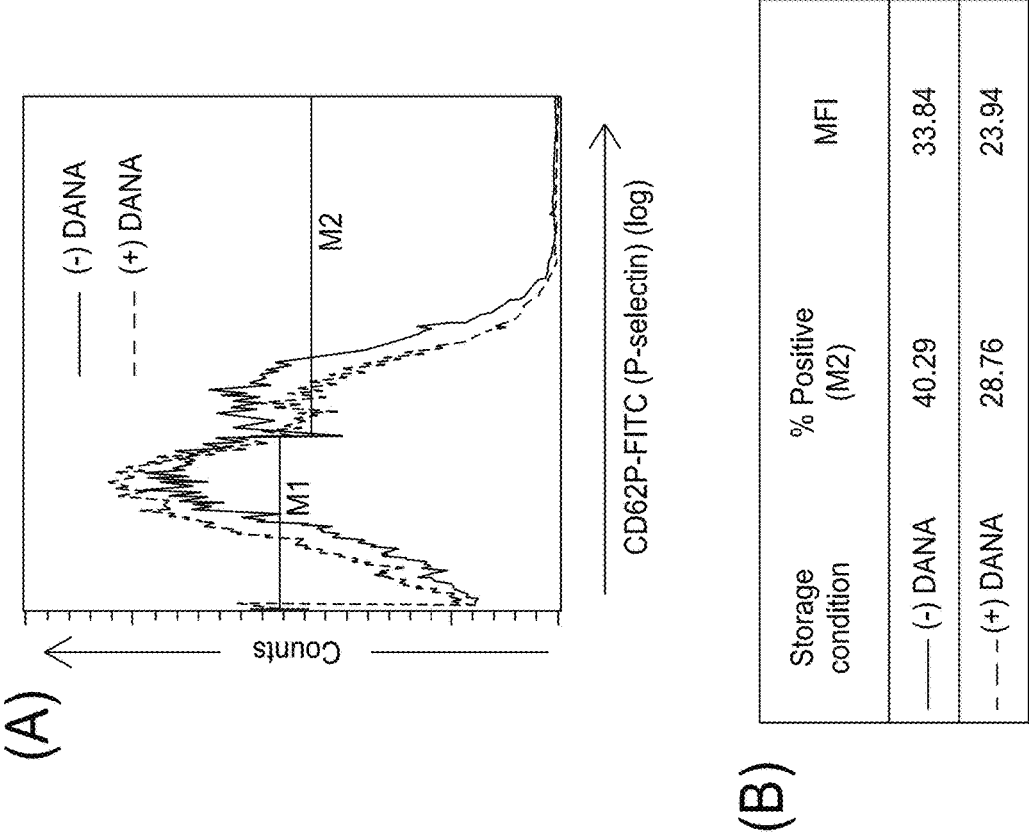 (A)
Counts
(-) DANA
(+) DANA
M1
M2
CD62P-FITC (P-selectin) (log)
(B)
Storage condition
% Positive (M2)
MFI
(-) DANA
40.29
33.84
(+) DANA
28.76
23.94